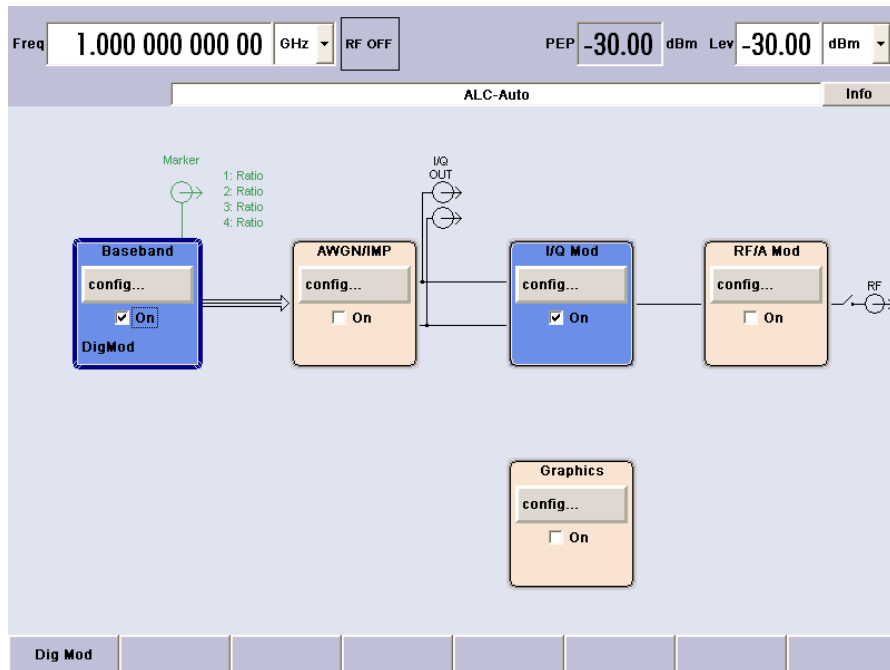 Freq 1.000 000 000 00 GHz RF OFF PEP -30.00 dBm Lev -30.00 dBm
ALC-Auto Info
Marker
1: Ratio
2: Ratio
3: Ratio
4: Ratio
I/Q
OUT
Baseband
config...
On
DigMod
AWGN/IMP
config...
On
I/Q Mod
config...
On
RF/A Mod
config...
On
RF
Graphics
config...
On
Dig Mod